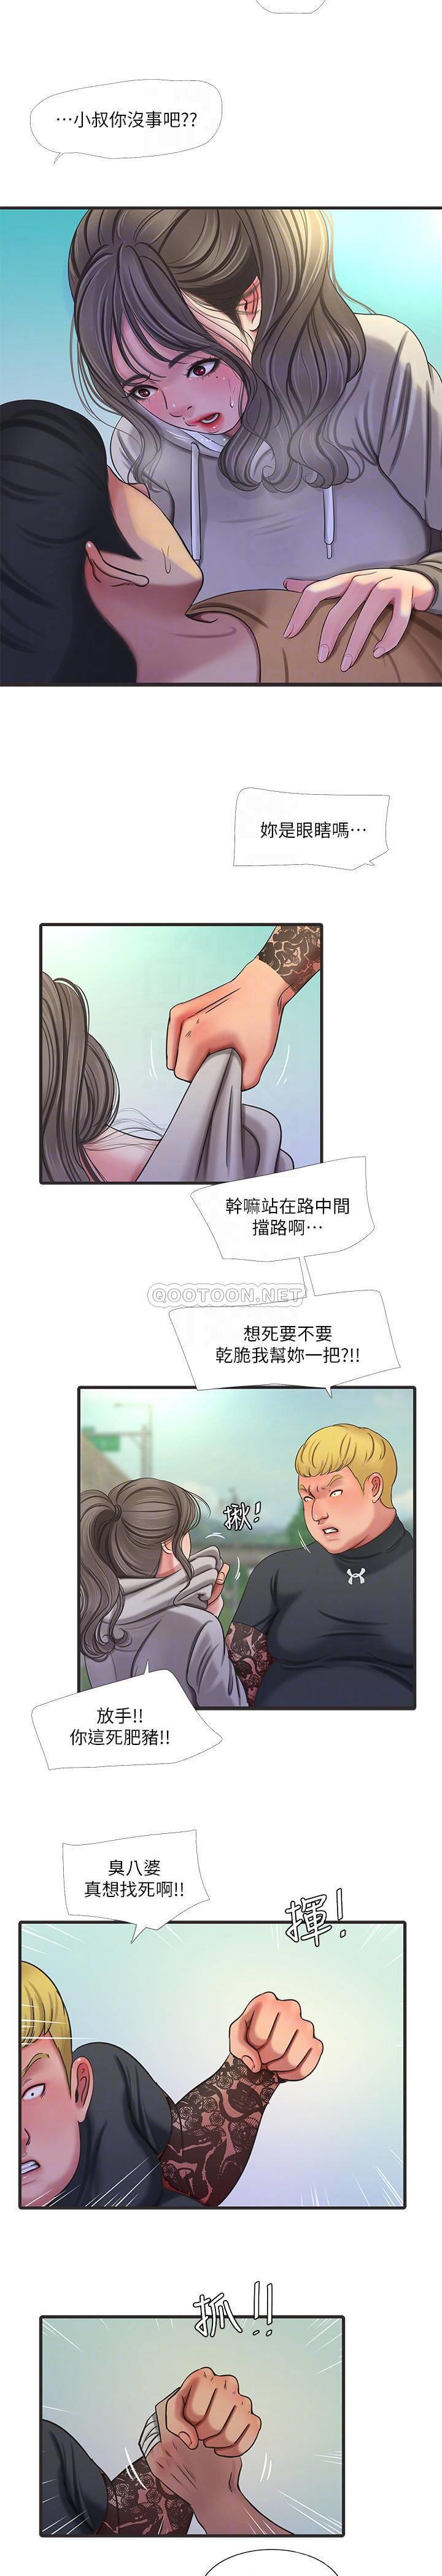 …小叔你沒事吧??
妳是眼瞎嗎…
幹嘛站在路中間
擋路啊…
QOOTOON.NET
想死要不要
乾脆我幫妳一把?!!
揪!
放手!!
你這死肥豬!!
臭八婆
真想找死啊!!
揮!
抓!!